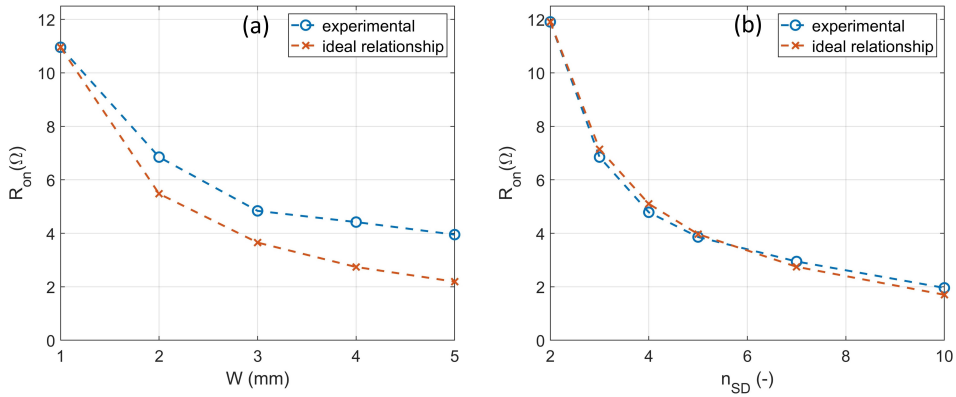 (a)
experimental
ideal relationship
12
10
8
6
4
2
0
R_on(Ω)
1
2
3
4
5
W (mm)
(b)
experimental
ideal relationship
12
10
8
6
4
2
0
R_on(Ω)
2
4
6
8
10
n_SD (-)